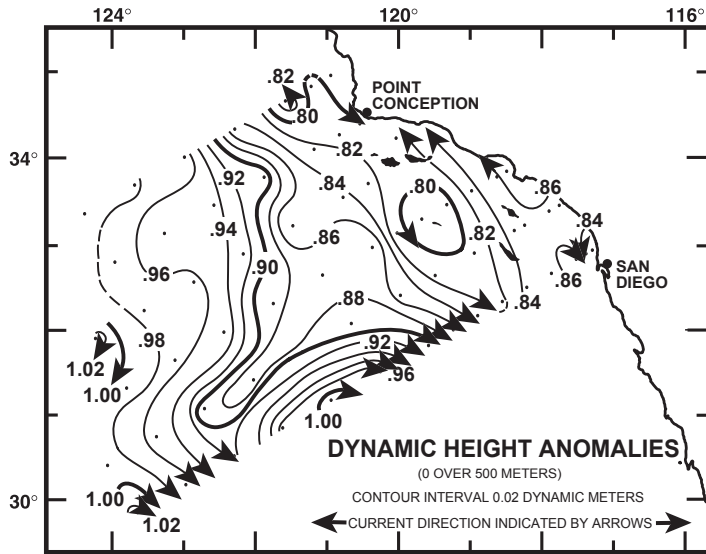 124° 120° 116°
.82
POINT
CONCEPTION
.80
34°
.82
.92
.84
.80
.86
.94
.86
.82
.84
.90
.96
SAN
DIEGO
.86
.88
.84
.98
.92
1.02
.96
1.00
1.00
DYNAMIC HEIGHT ANOMALIES
(0 OVER 500 METERS)
30°
1.00
CONTOUR INTERVAL 0.02 DYNAMIC METERS
1.02
CURRENT DIRECTION INDICATED BY ARROWS